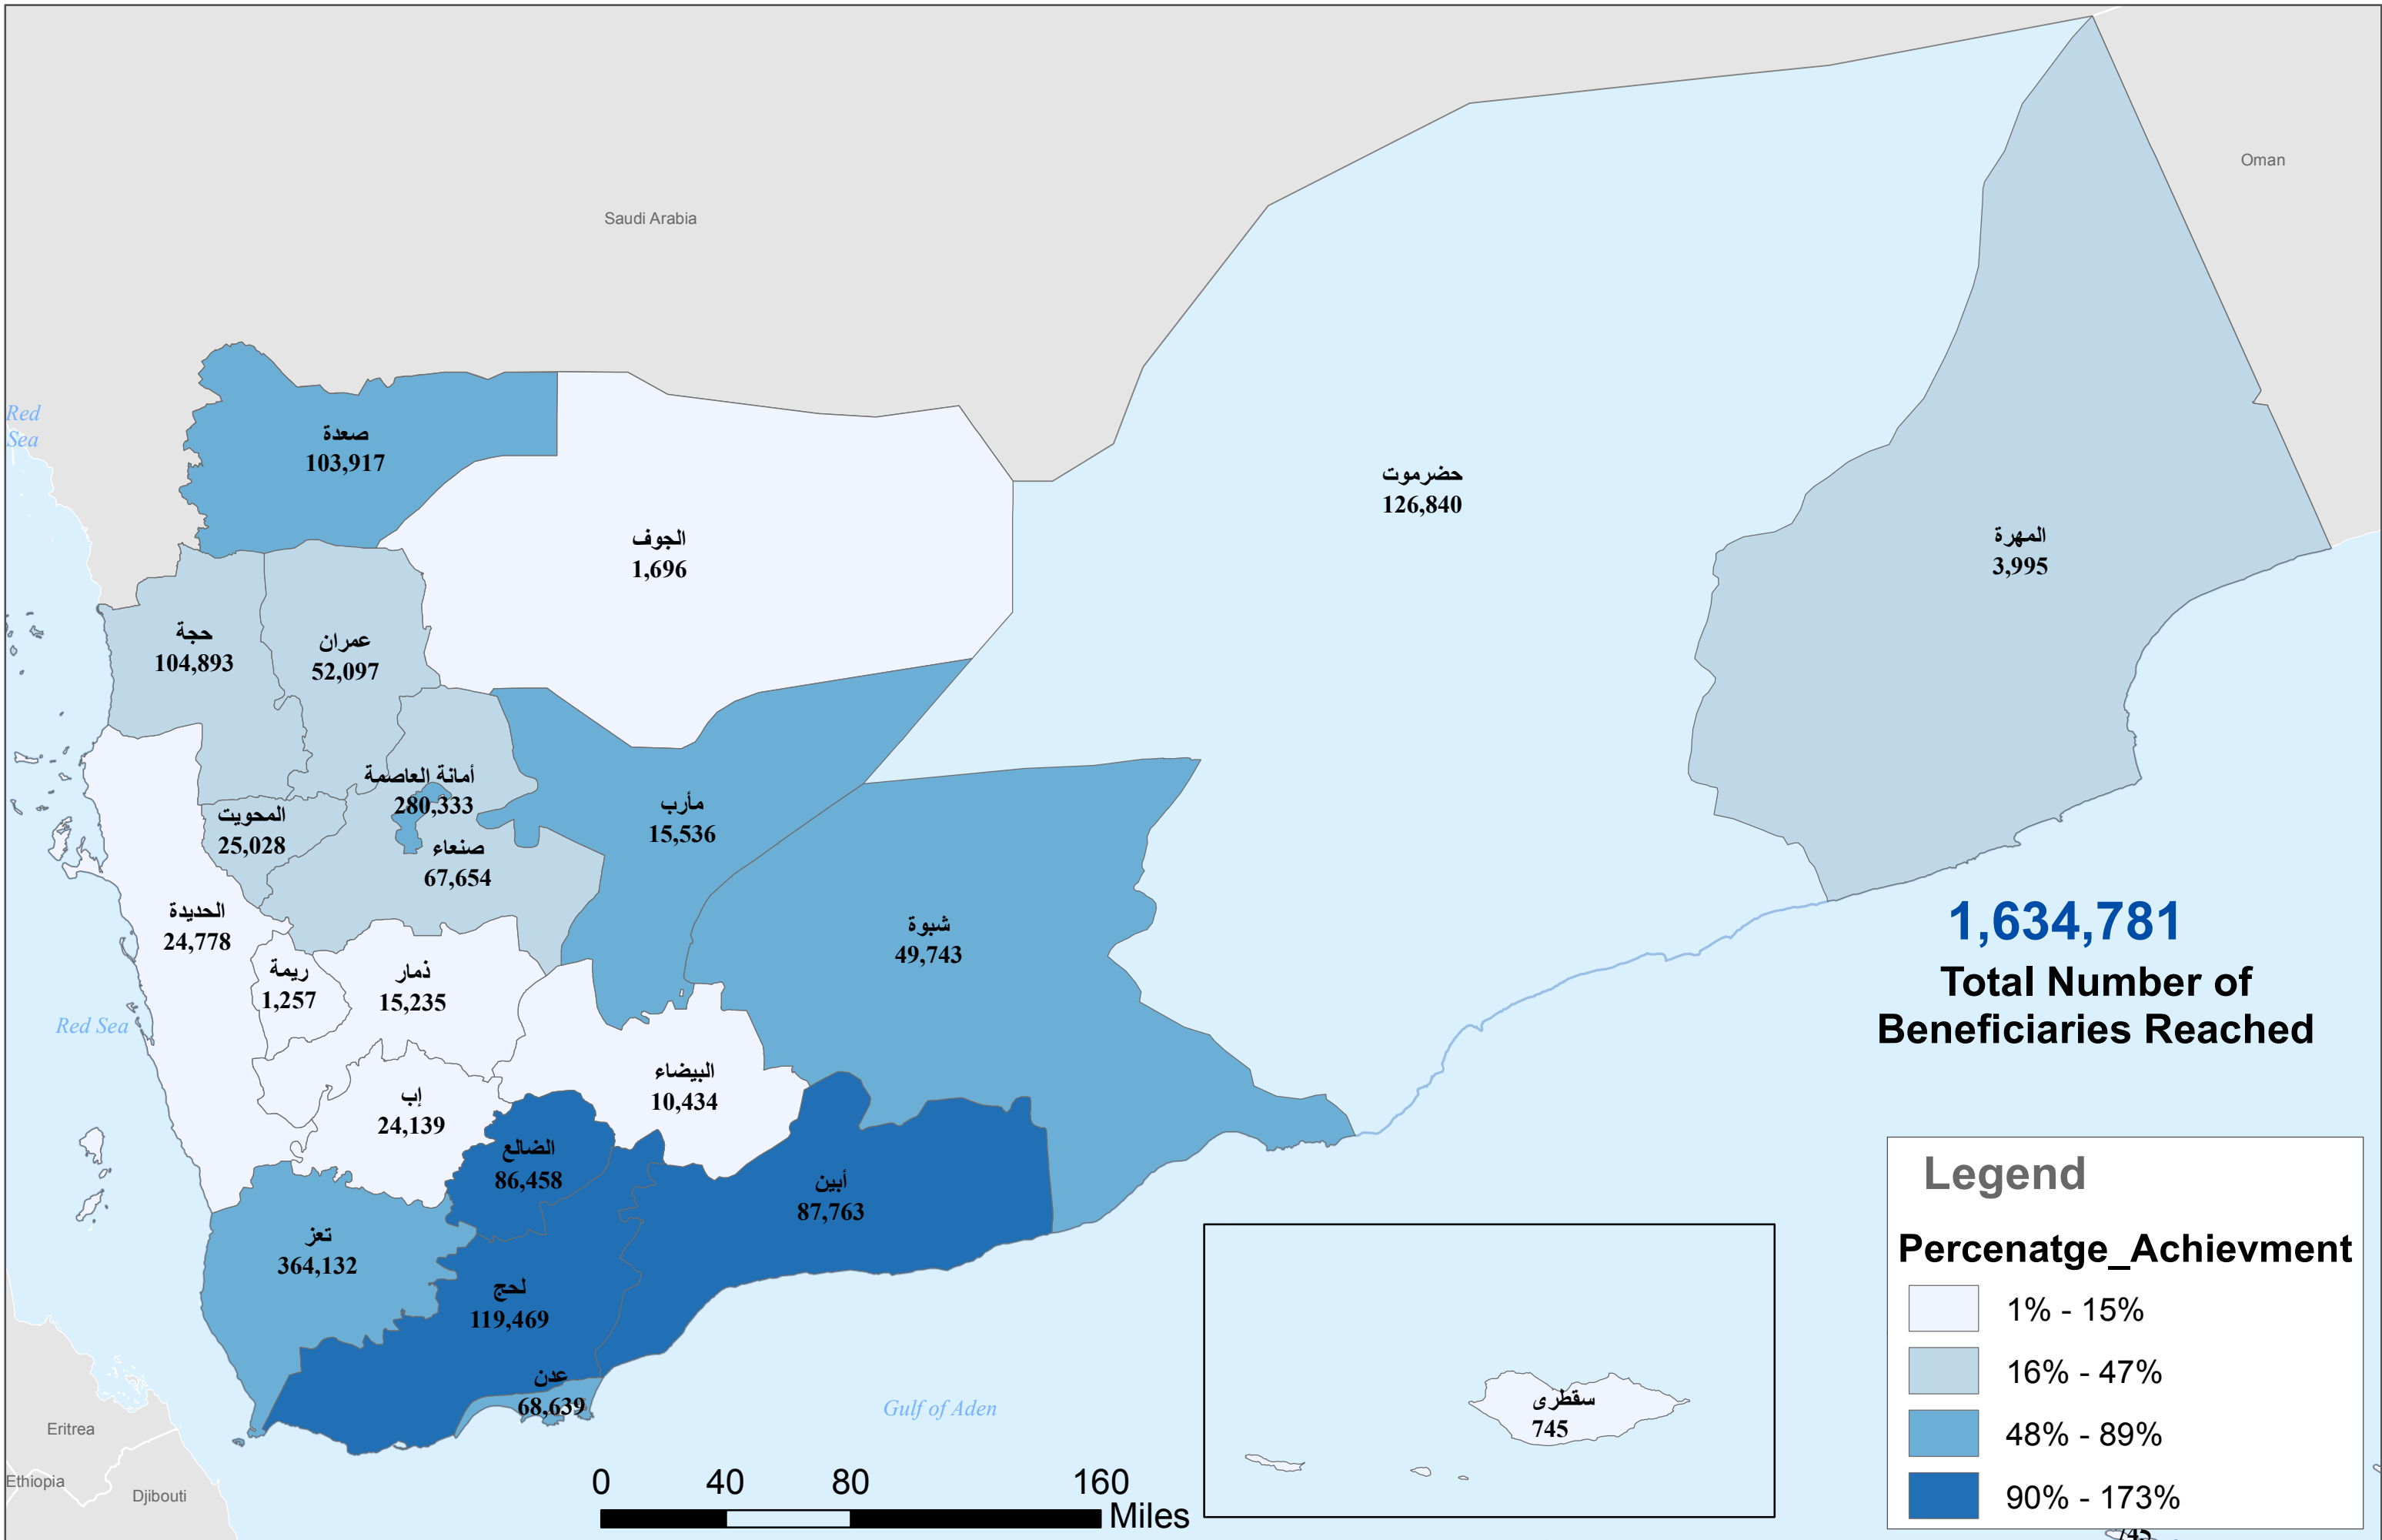 Saudi Arabia
Oman
Red
Sea
صعدة
103,917
الجوف
1,696
حضرموت
126,840
المهرة
3,995
حجة
104,893
عمران
52,097
أمانة العاصمة
280,333
المحويت
25,028
صنعاء
67,654
مأرب
15,536
شبوة
49,743
الحديدة
24,778
ريمة
1,257
ذمار
15,235
Red Sea
البيضاء
10,434
إب
24,139
الضالع
86,458
أبين
87,763
تعز
364,132
لحج
119,469
عدن
68,639
Gulf of Aden
سقطرى
745
Eritrea
Ethiopia
Djibouti
1,634,781
Total Number of
Beneficiaries Reached
Legend
Percenatge_Achievment
1% - 15%
16% - 47%
48% - 89%
90% - 173%
745
0 40 80 160
Miles